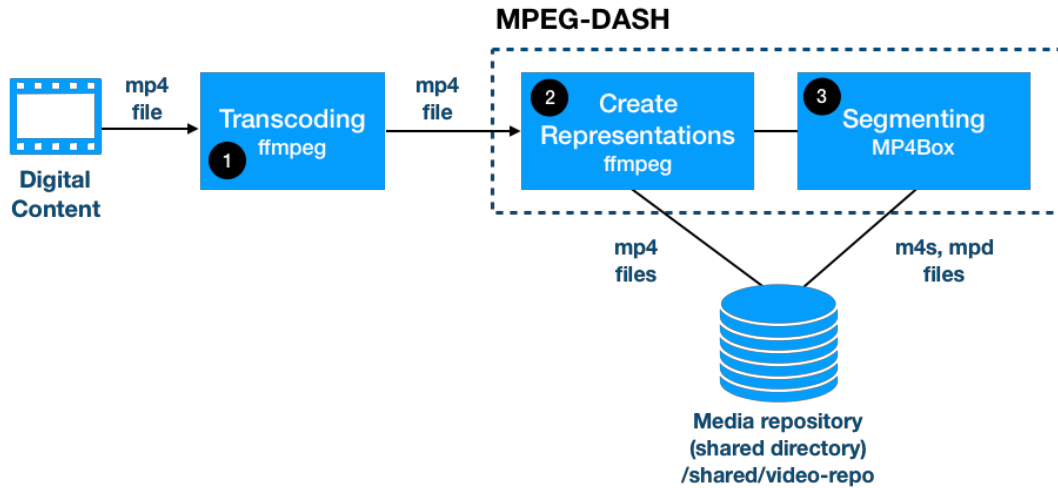 MPEG-DASH
mp4
file
Transcoding
ffmpeg
1
mp4
file
2
Create
Representations
ffmpeg
3
Segmenting
MP4Box
Digital
Content
mp4
files
m4s, mpd
files
Media repository
(shared directory)
/shared/video-repo